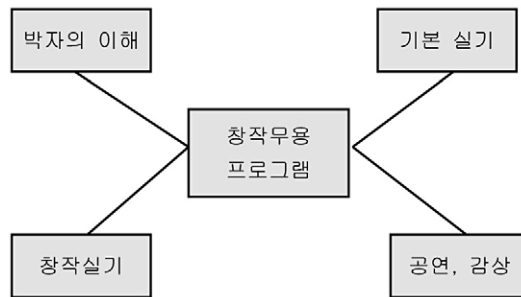 박자의 이해
기본 실기
창작무용
프로그램
창작실기
공연, 감상